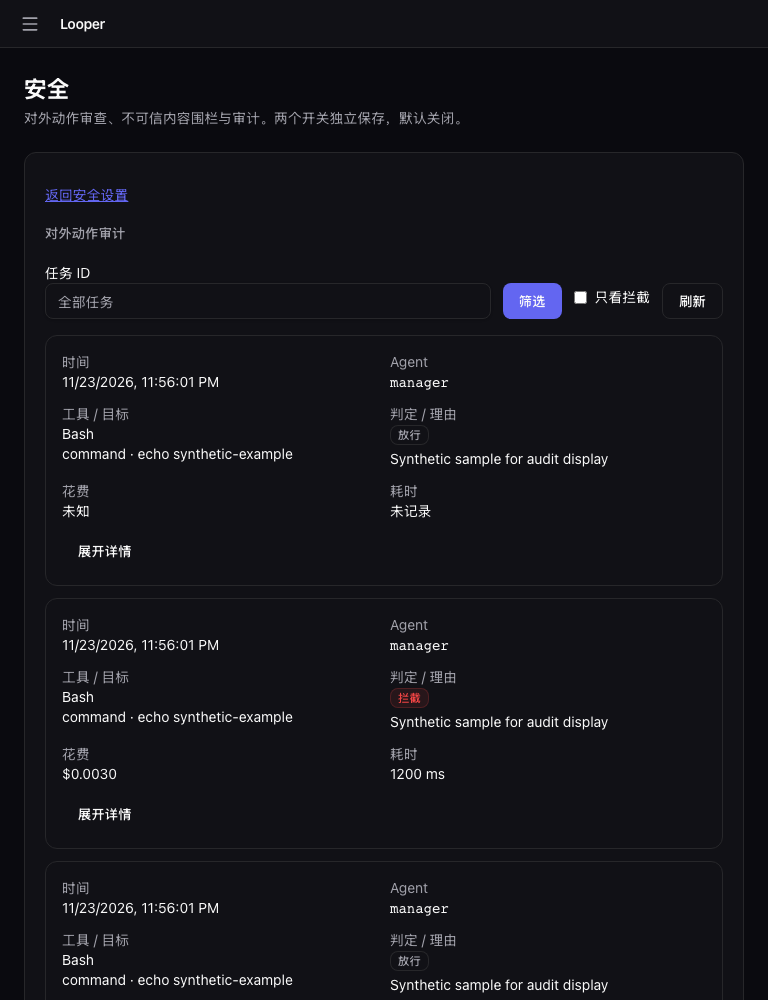 Looper
安全
对外动作审查、不可信内容围栏与审计。两个开关独立保存，默认关闭。
返回安全设置
对外动作审计
任务 ID
全部任务
筛选
只看拦截
刷新
时间
11/23/2026, 11:56:01 PM
Agent
manager
工具 / 目标
Bash
command · echo synthetic-example
判定 / 理由
放行
Synthetic sample for audit display
花费
未知
耗时
未记录
展开详情
时间
11/23/2026, 11:56:01 PM
Agent
manager
工具 / 目标
Bash
command · echo synthetic-example
判定 / 理由
拦截
Synthetic sample for audit display
花费
$0.0030
耗时
1200 ms
展开详情
时间
11/23/2026, 11:56:01 PM
Agent
manager
工具 / 目标
Bash
command · echo synthetic-example
判定 / 理由
放行
Synthetic sample for audit display